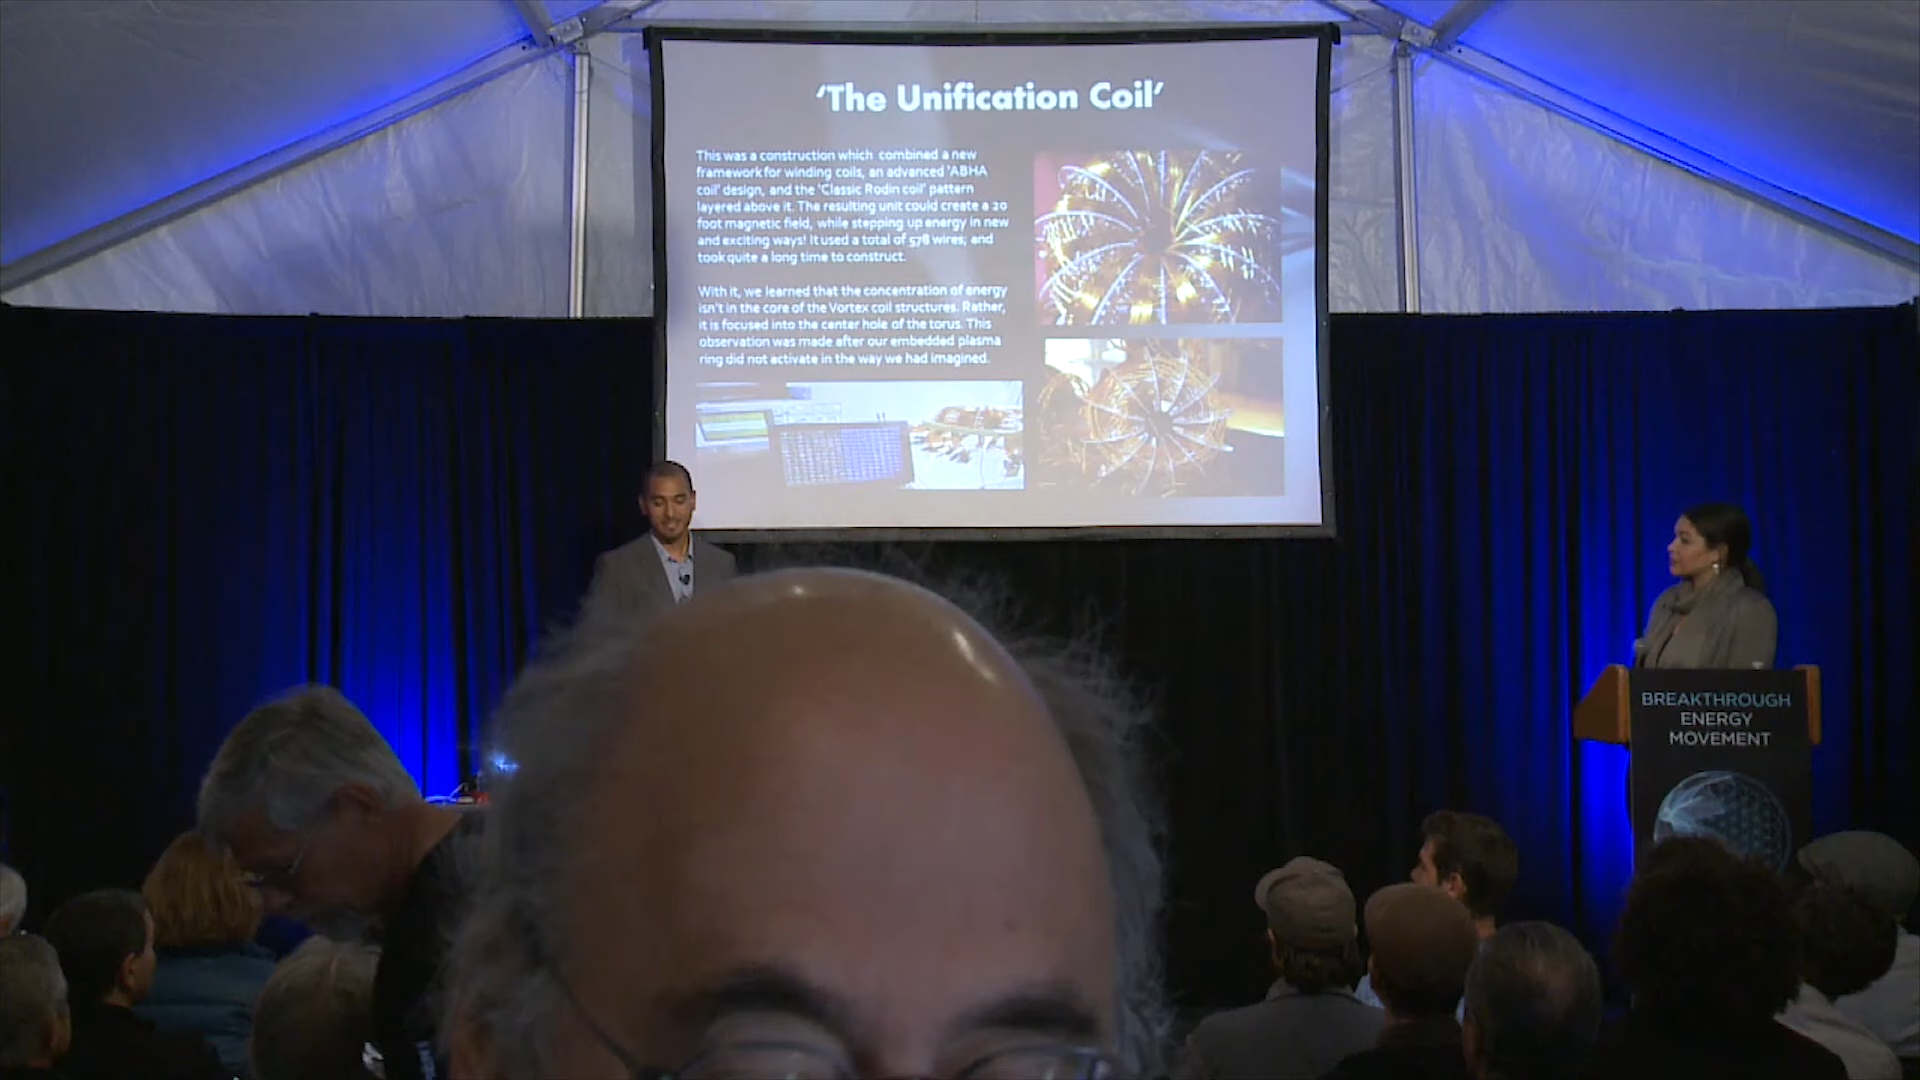 ‘The Unification Coil’
This was a construction which combined a new
framework for winding coils, an advanced 'ABHA
coil' design, and the 'Classic Rodin coil' pattern
layered above it. The resulting unit could create a 20
foot magnetic field, while stepping up energy in new
and exciting ways! It used a total of 578 wires, and
took quite a long time to construct.
With it, we learned that the concentration of energy
isn't in the core of the Vortex coil structures. Rather,
it is focused into the center hole of the torus. This
observation was made after our embedded plasma
ring did not activate in the way we had imagined.
BREAKTHROUGH
ENERGY
MOVEMENT